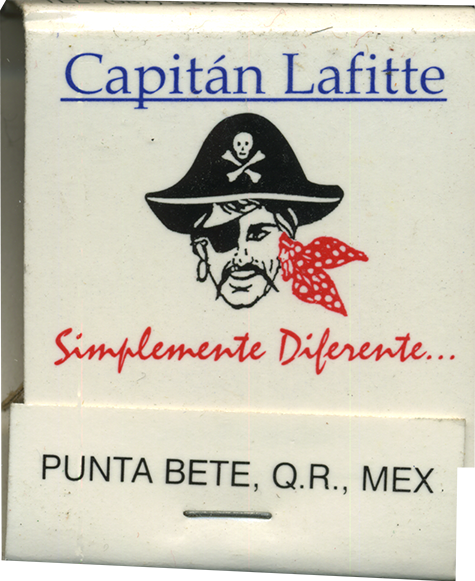 Capitán Lafitte
Simplemente Diferente...
PUNTA BETE, Q.R., MEX